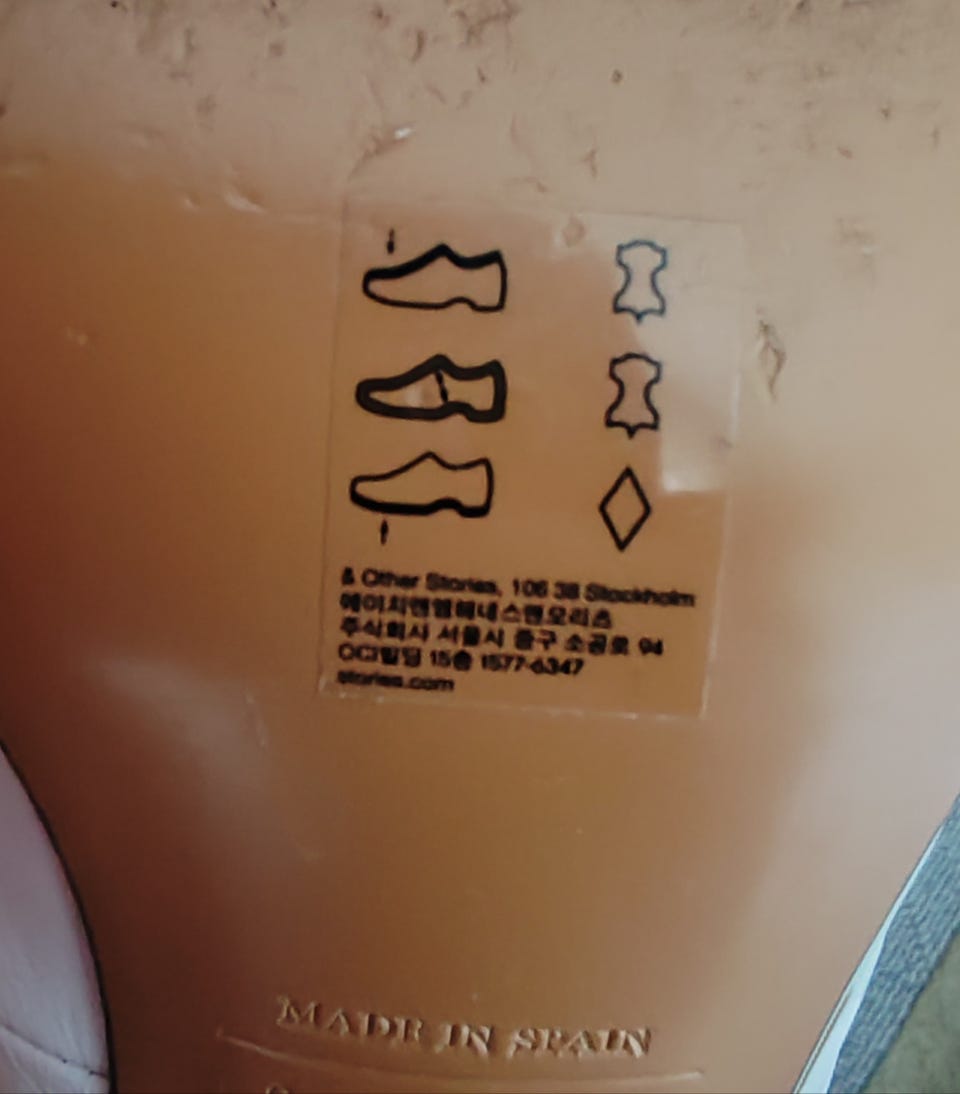 & Other Stories, 106 38 Stockholm
에이치앤엠헤네스앤모리츠
주식회사 서울시 중구 소공로 94
OCI빌딩 15층 1577-6347
stories.com
MADE IN SPAIN